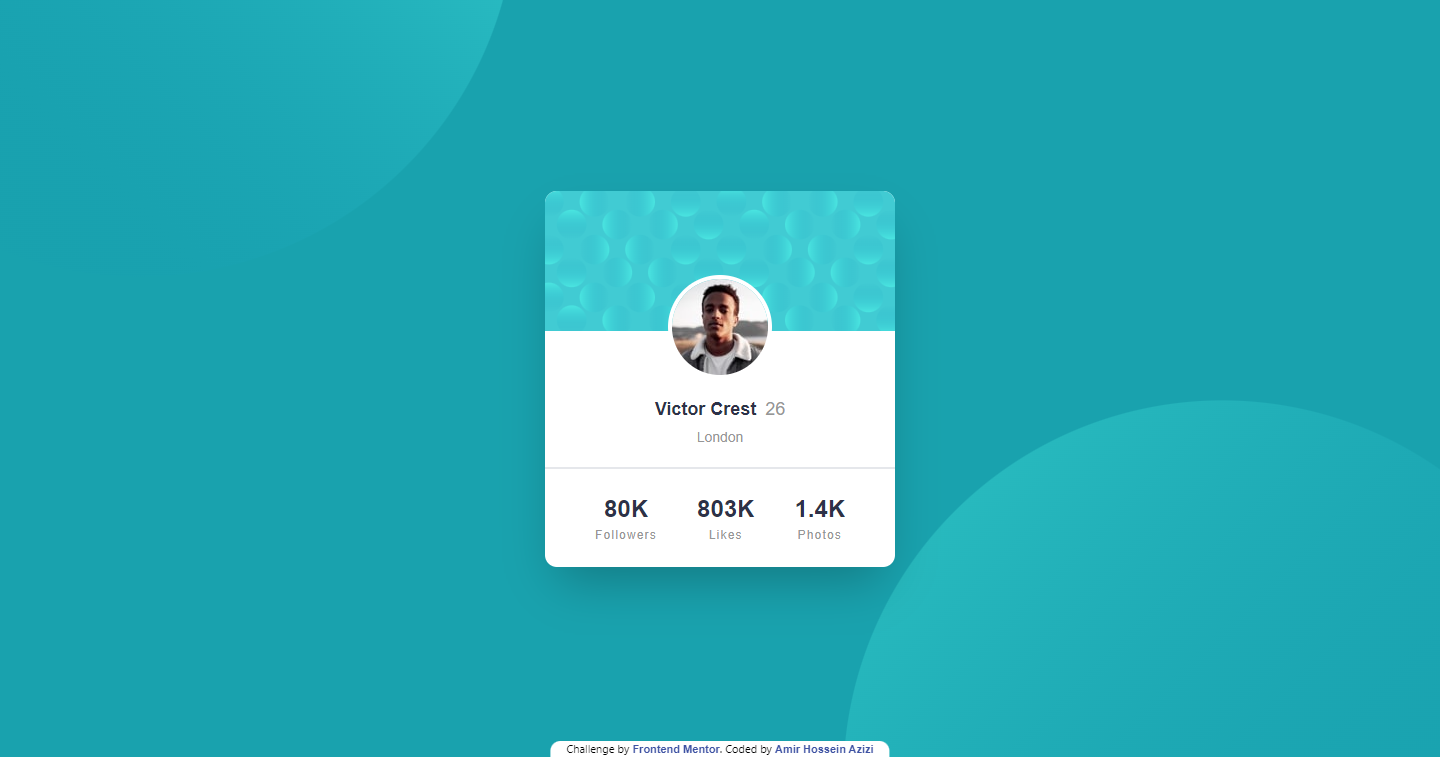 Victor Crest 26
London
80K 803K 1.4K
Followers Likes Photos
Challenge by Frontend Mentor. Coded by Amir Hossein Azizi